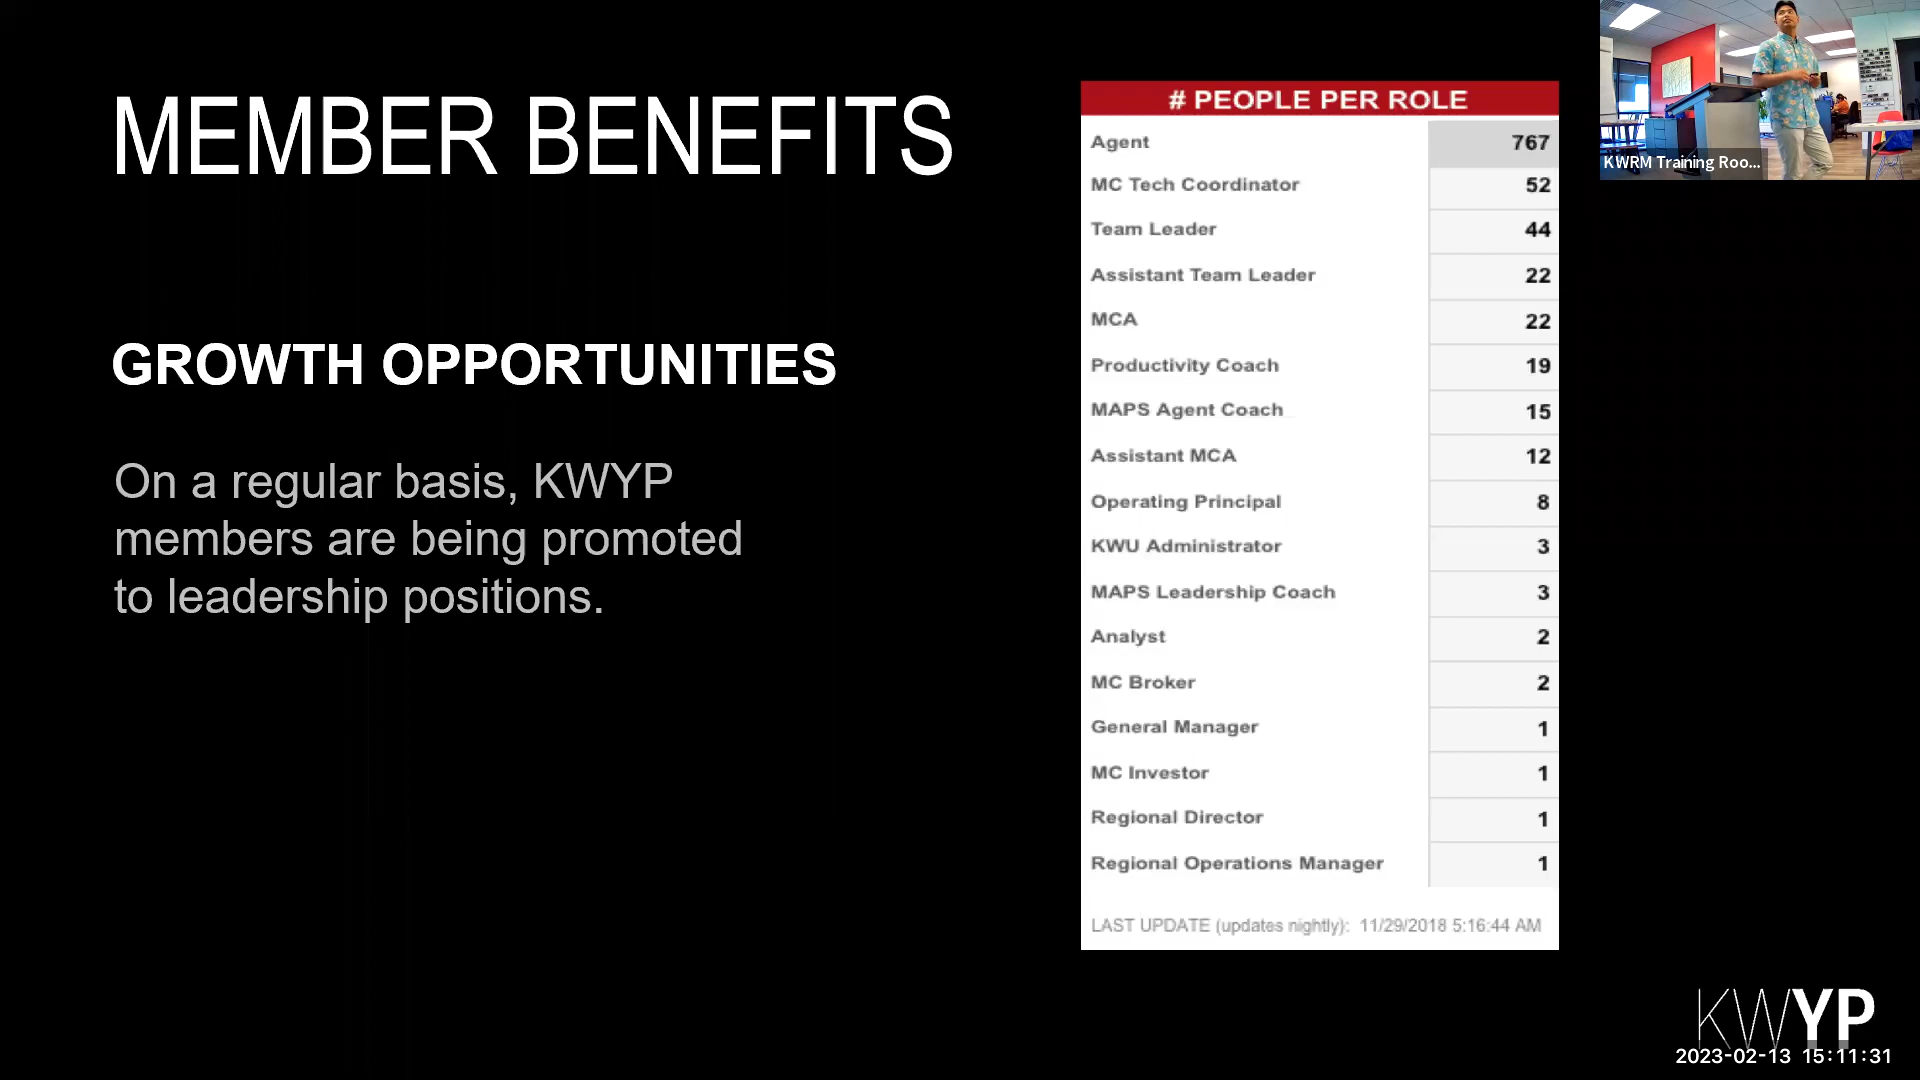 MEMBER BENEFITS
GROWTH OPPORTUNITIES
On a regular basis, KWYP
members are being promoted
to leadership positions.
# PEOPLE PER ROLE
Agent 767
MC Tech Coordinator 52
Team Leader 44
Assistant Team Leader 22
MCA 22
Productivity Coach 19
MAPS Agent Coach 15
Assistant MCA 12
Operating Principal 8
KWU Administrator 3
MAPS Leadership Coach 3
Analyst 2
MC Broker 2
General Manager 1
MC Investor 1
Regional Director 1
Regional Operations Manager 1
LAST UPDATE (updates nightly): 11/29/2018 5:16:44 AM
KWRM Training Roo...
KWYP
2023-02-13 15:11:31